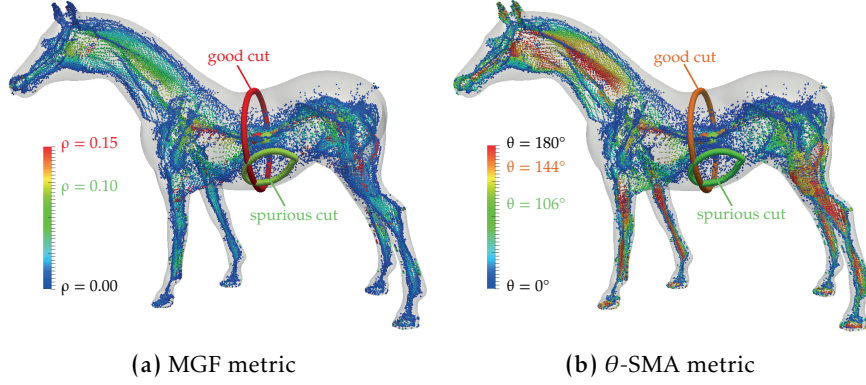 good cut
ρ = 0.15
ρ = 0.10
spurious cut
ρ = 0.00
(a) MGF metric
good cut
θ = 180°
θ = 144°
θ = 106°
spurious cut
θ = 0°
(b) θ-SMA metric